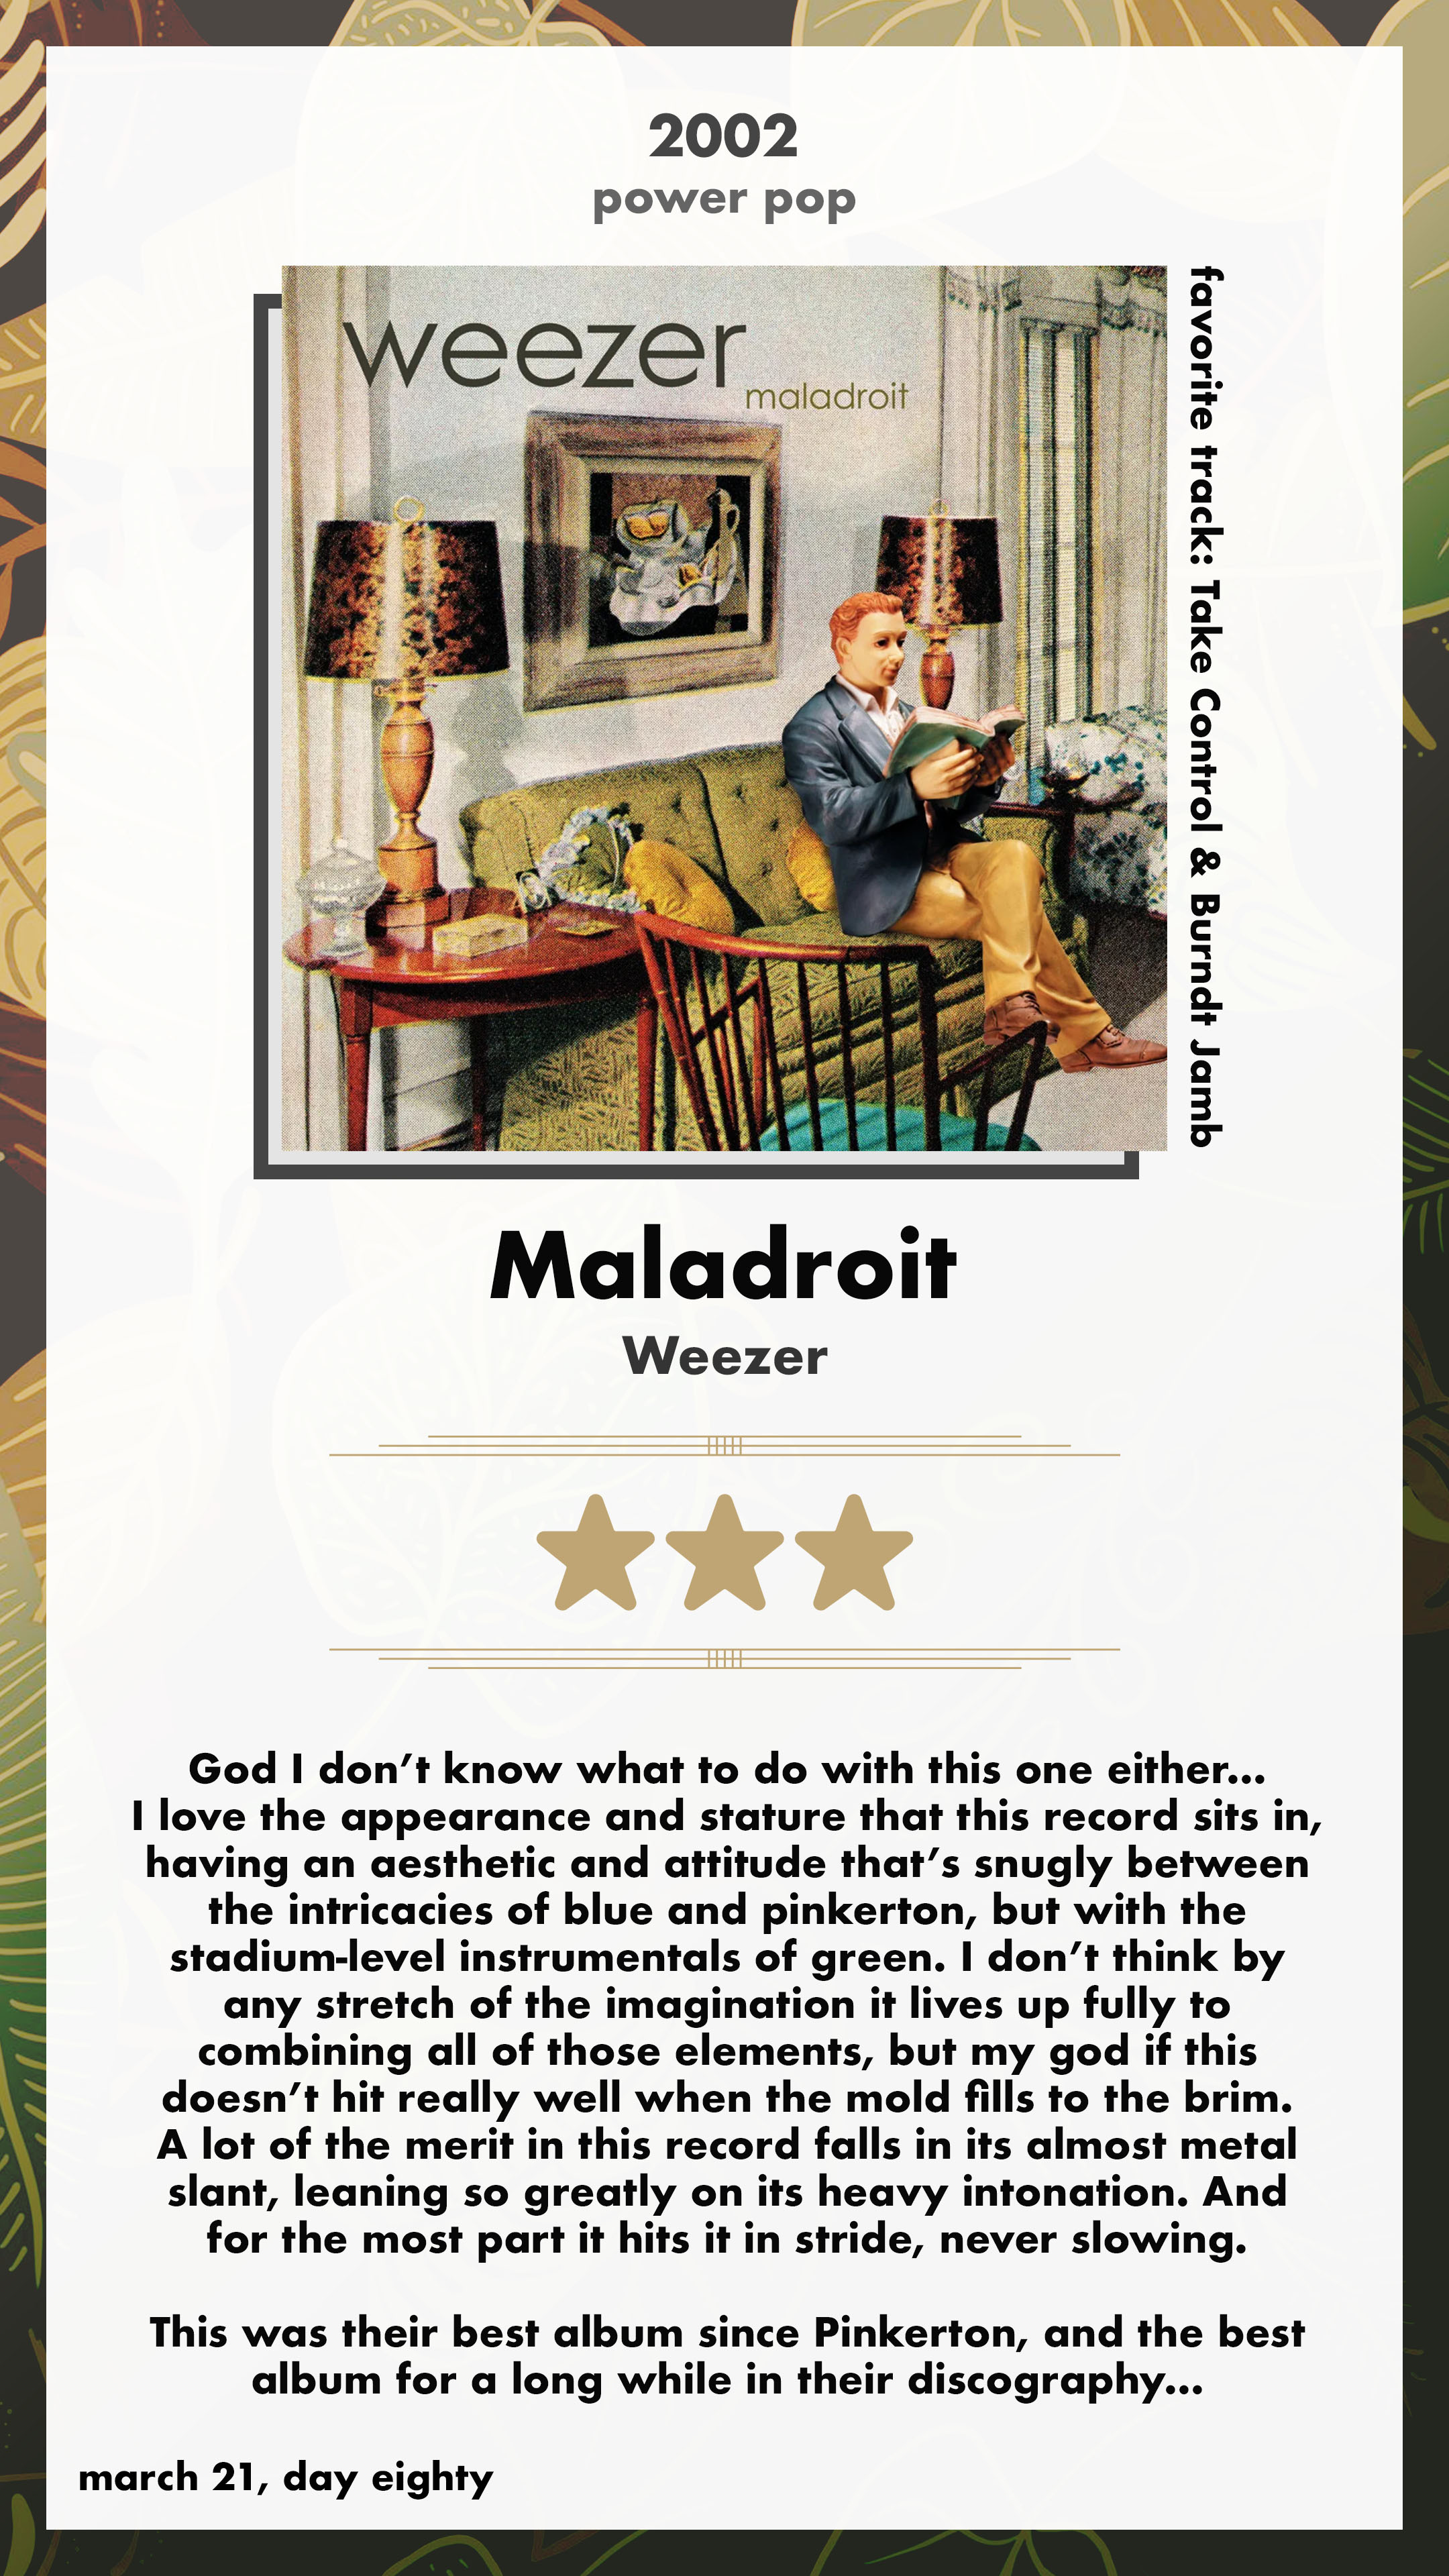 2002
power pop
weezer
maladroit
favorite track: Take Control & Burndt Jamb
Maladroit
Weezer
God I don’t know what to do with this one either...
I love the appearance and stature that this record sits in,
having an aesthetic and attitude that’s snugly between
the intricacies of blue and pinkerton, but with the
stadium-level instrumentals of green. I don’t think by
any stretch of the imagination it lives up fully to
combining all of those elements, but my god if this
doesn’t hit really well when the mold fills to the brim.
A lot of the merit in this record falls in its almost metal
slant, leaning so greatly on its heavy intonation. And
for the most part it hits it in stride, never slowing.
This was their best album since Pinkerton, and the best
album for a long while in their discography...
march 21, day eighty